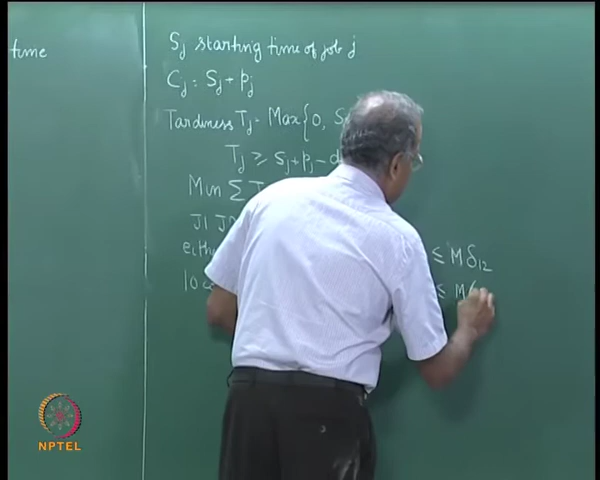 time
Sj starting time of job j
Cj = Sj + pj
Tardiness Tj = Max {0, S
Tj ≥ Sj + pj - d
Min Σ T
J1
≤ Mδ12
≤ M
NPTEL